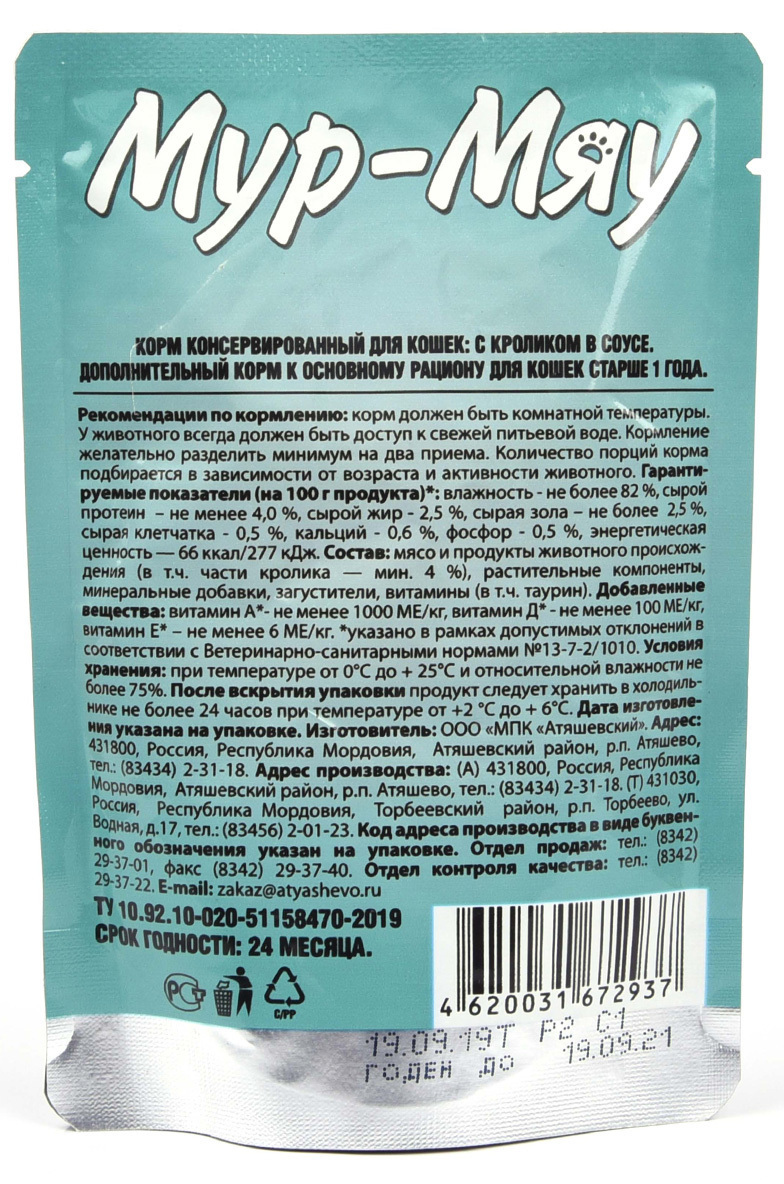 Мур-Мяу
КОРМ КОНСЕРВИРОВАННЫЙ ДЛЯ КОШЕК: С КРОЛИКОМ В СОУСЕ.
ДОПОЛНИТЕЛЬНЫЙ КОРМ К ОСНОВНОМУ РАЦИОНУ ДЛЯ КОШЕК СТАРШЕ 1 ГОДА.
Рекомендации по кормлению: корм должен быть комнатной температуры.
У животного всегда должен быть доступ к свежей питьевой воде. Кормление
желательно разделить минимум на два приема. Количество порций корма
подбирается в зависимости от возраста и активности животного. Гаранти-
руемые показатели (на 100 г продукта)*: влажность - не более 82 %, сырой
протеин – не менее 4,0 %, сырой жир - 2,5 %, сырая зола – не более 2,5 %,
сырая клетчатка - 0,5 %, кальций - 0,6 %, фосфор - 0,5 %, энергетическая
ценность — 66 ккал/277 кДж. Состав: мясо и продукты животного происхож-
дения (в т.ч. части кролика — мин. 4 %), растительные компоненты,
минеральные добавки, загустители, витамины (в т.ч. таурин). Добавленные
вещества: витамин А*- не менее 1000 МЕ/кг, витамин Д* - не менее 100 МЕ/кг,
витамин Е* – не менее 6 МЕ/кг. *указано в рамках допустимых отклонений в
соответствии с Ветеринарно-санитарными нормами №13-7-2/1010. Условия
хранения: при температуре от 0°С до + 25°С и относительной влажности не
более 75%. После вскрытия упаковки продукт следует хранить в холодиль-
нике не более 24 часов при температуре от +2 °С до + 6°С. Дата изготовле-
ния указана на упаковке. Изготовитель: ООО «МПК «Атяшевский». Адрес:
431800, Россия, Республика Мордовия, Атяшевский район, р.п. Атяшево,
тел.: (83434) 2-31-18. Адрес производства: (А) 431800, Россия, Республика
Мордовия, Атяшевский район, р.п. Атяшево, тел.: (83434) 2-31-18. (Т) 431030,
Россия, Республика Мордовия, Торбеевский район, р.п. Торбеево, ул.
Водная, д.17, тел.: (83456) 2-01-23. Код адреса производства в виде буквен-
ного обозначения указан на упаковке. Отдел продаж: тел.: (8342)
29-37-01, факс (8342) 29-37-40. Отдел контроля качества: тел.: (8342)
29-37-22. E-mail: zakaz@atyashevo.ru
ТУ 10.92.10-020-51158470-2019
СРОК ГОДНОСТИ: 24 МЕСЯЦА.
РСТ
C/PP
4 620031 672937
19.09.19Т Р2 С1
ГОДЕН ДО 19.09.21